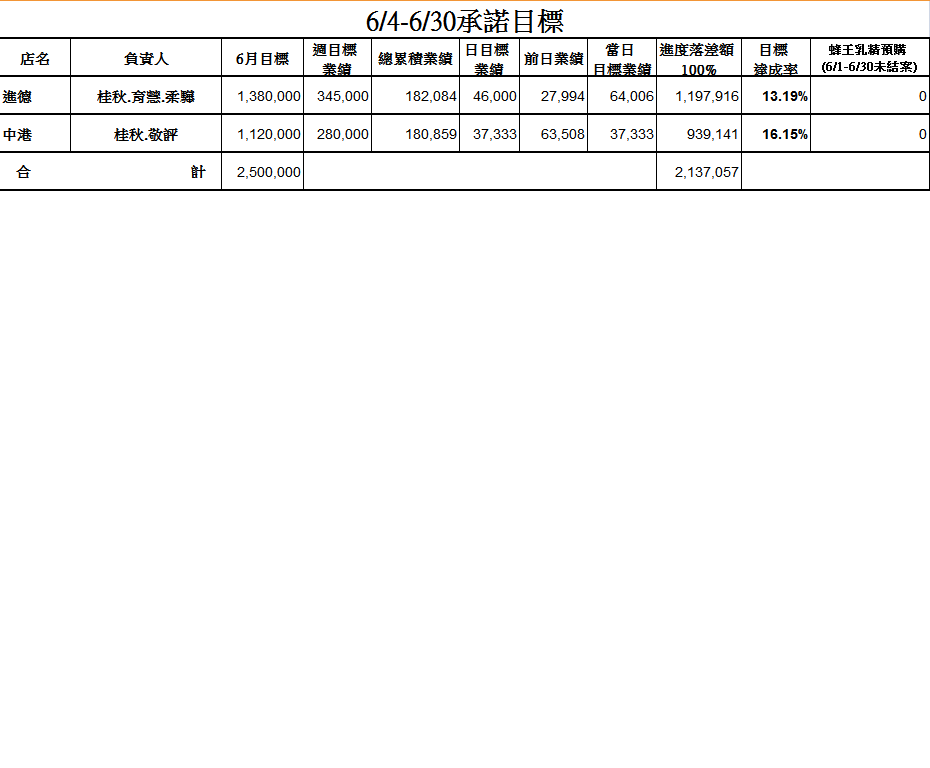 6/4-6/30承諾目標
店名 負責人 6月目標 週目標業績 總累積業績 日目標業績 前日業績 當日目標業績 進度落差額100% 目標達成率 蜂王乳精預購(6/1-6/30未結案)
進德 桂秋.育慧.柔驊 1,380,000 345,000 182,084 46,000 27,994 64,006 1,197,916 13.19% 0
中港 桂秋.敬評 1,120,000 280,000 180,859 37,333 63,508 37,333 939,141 16.15% 0
合 計 2,500,000 2,137,057